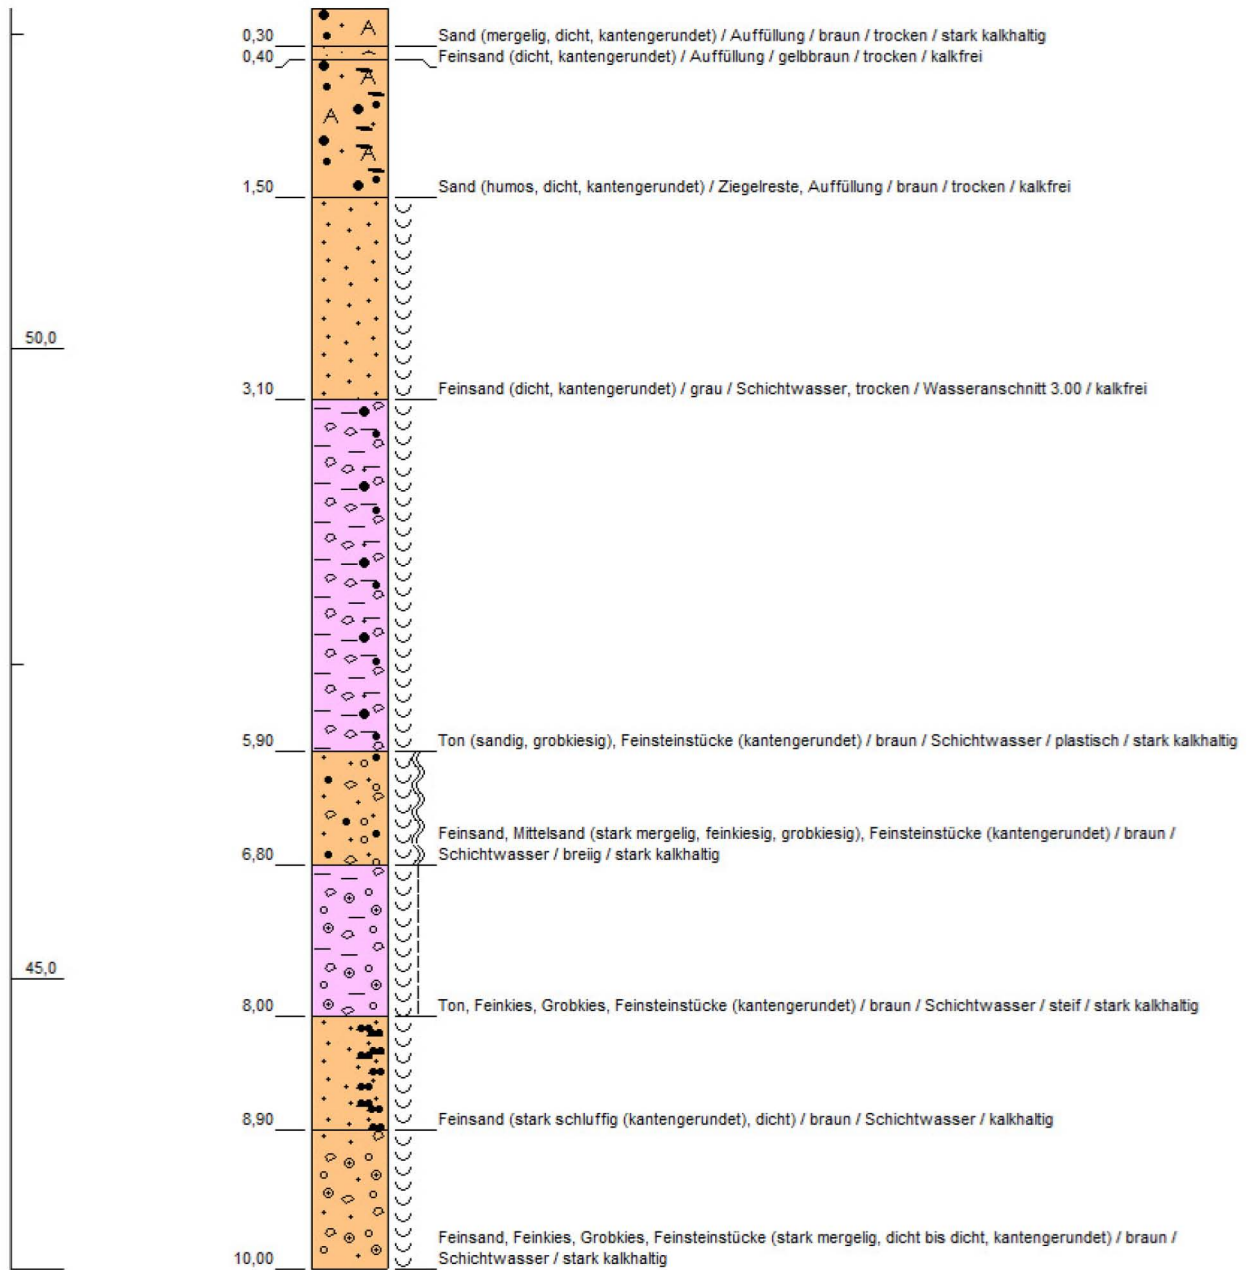 0,30 Sand (mergelig, dicht, kantengerundet) / Auffüllung / braun / trocken / stark kalkhaltig
0,40 Feinsand (dicht, kantengerundet) / Auffüllung / gelbbraun / trocken / kalkfrei
A
A
A
A
1,50 Sand (humos, dicht, kantengerundet) / Ziegelreste, Auffüllung / braun / trocken / kalkfrei
50,0
3,10 Feinsand (dicht, kantengerundet) / grau / Schichtwasser, trocken / Wasseranschnitt 3.00 / kalkfrei
5,90 Ton (sandig, grobkiesig), Feinsteinstücke (kantengerundet) / braun / Schichtwasser / plastisch / stark kalkhaltig
Feinsand, Mittelsand (stark mergelig, feinkiesig, grobkiesig), Feinsteinstücke (kantengerundet) / braun /
6,80 Schichtwasser / breiig / stark kalkhaltig
45,0
8,00 Ton, Feinkies, Grobkies, Feinsteinstücke (kantengerundet) / braun / Schichtwasser / steif / stark kalkhaltig
8,90 Feinsand (stark schluffig (kantengerundet), dicht) / braun / Schichtwasser / kalkhaltig
Feinsand, Feinkies, Grobkies, Feinsteinstücke (stark mergelig, dicht bis dicht, kantengerundet) / braun /
10,00 Schichtwasser / stark kalkhaltig